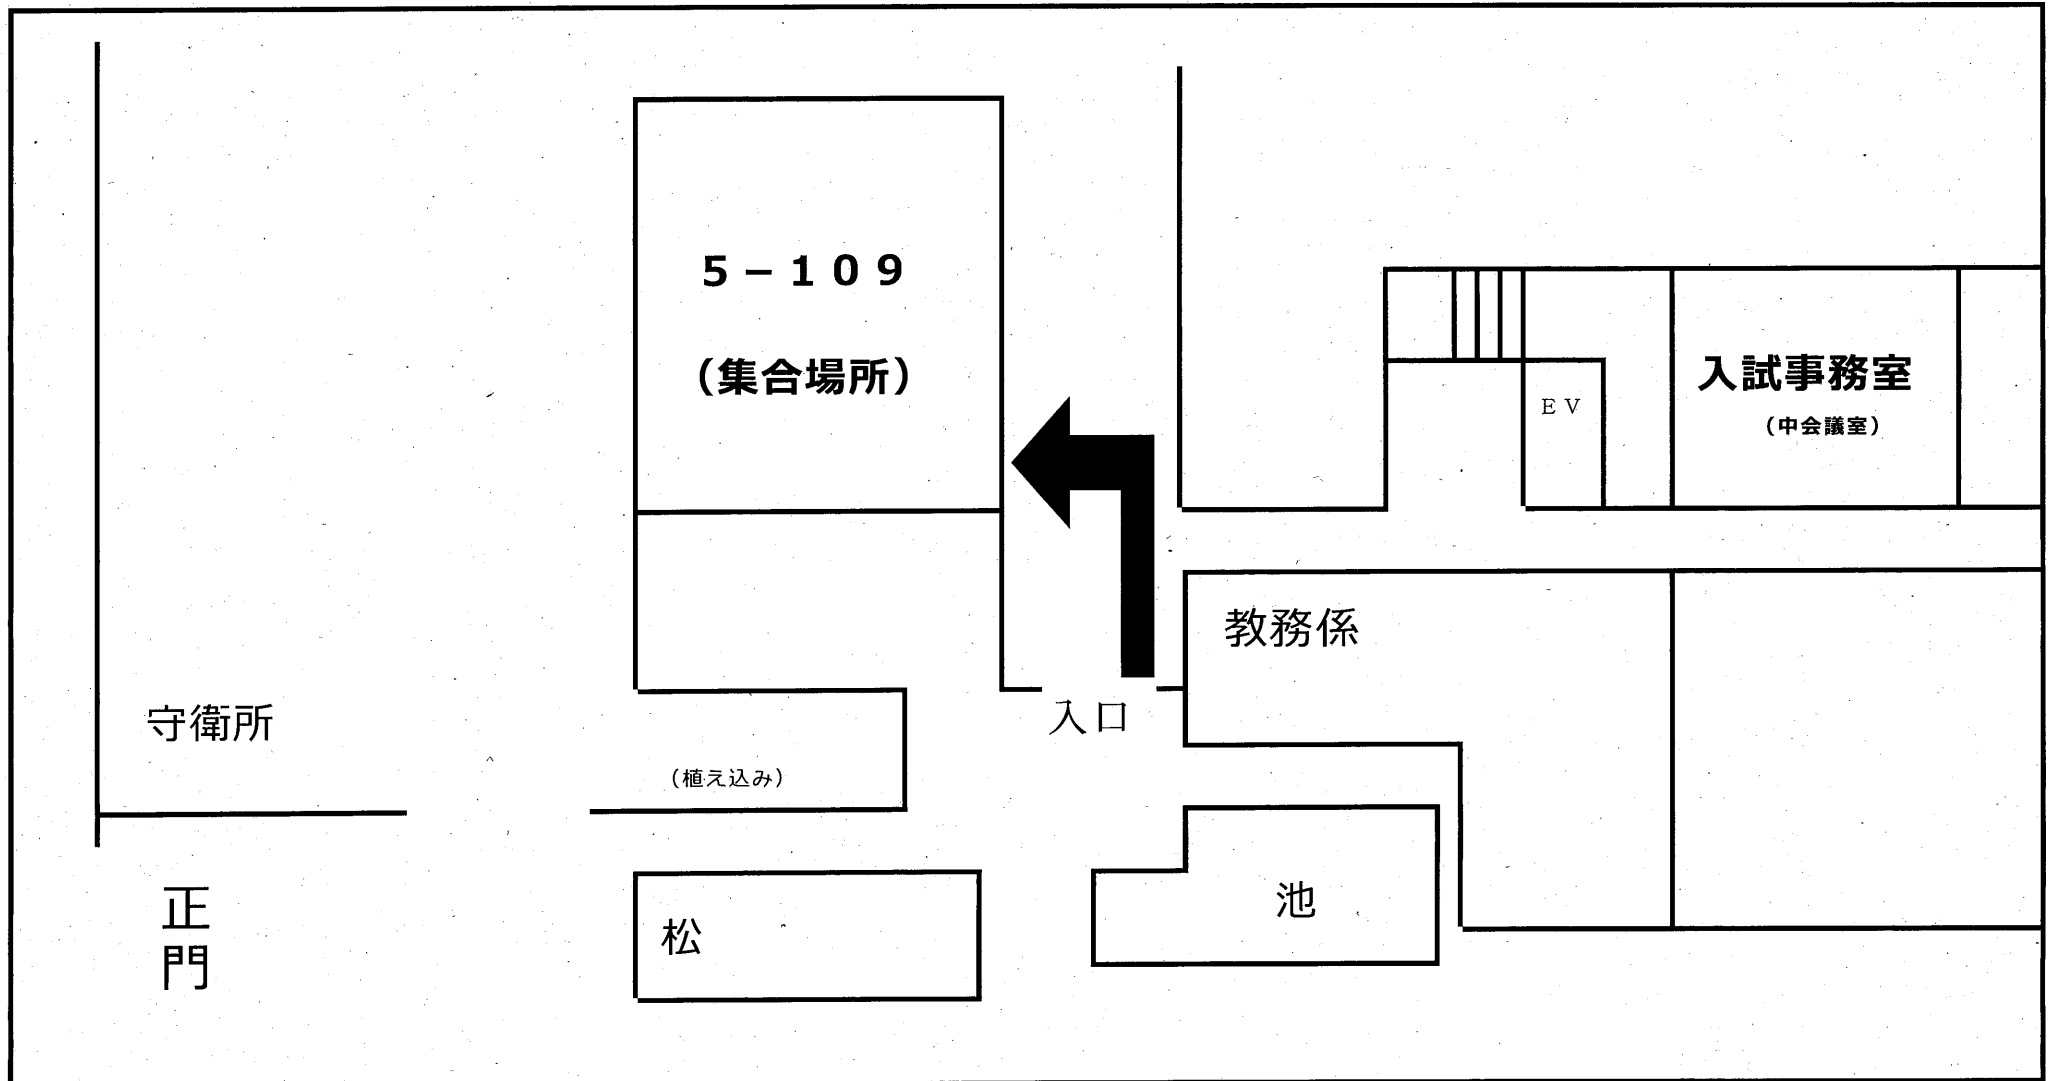 5－109
（集合場所）
EV
入試事務室
（中会議室）
教務係
守衛所
入口
（植え込み）
正門
松
池